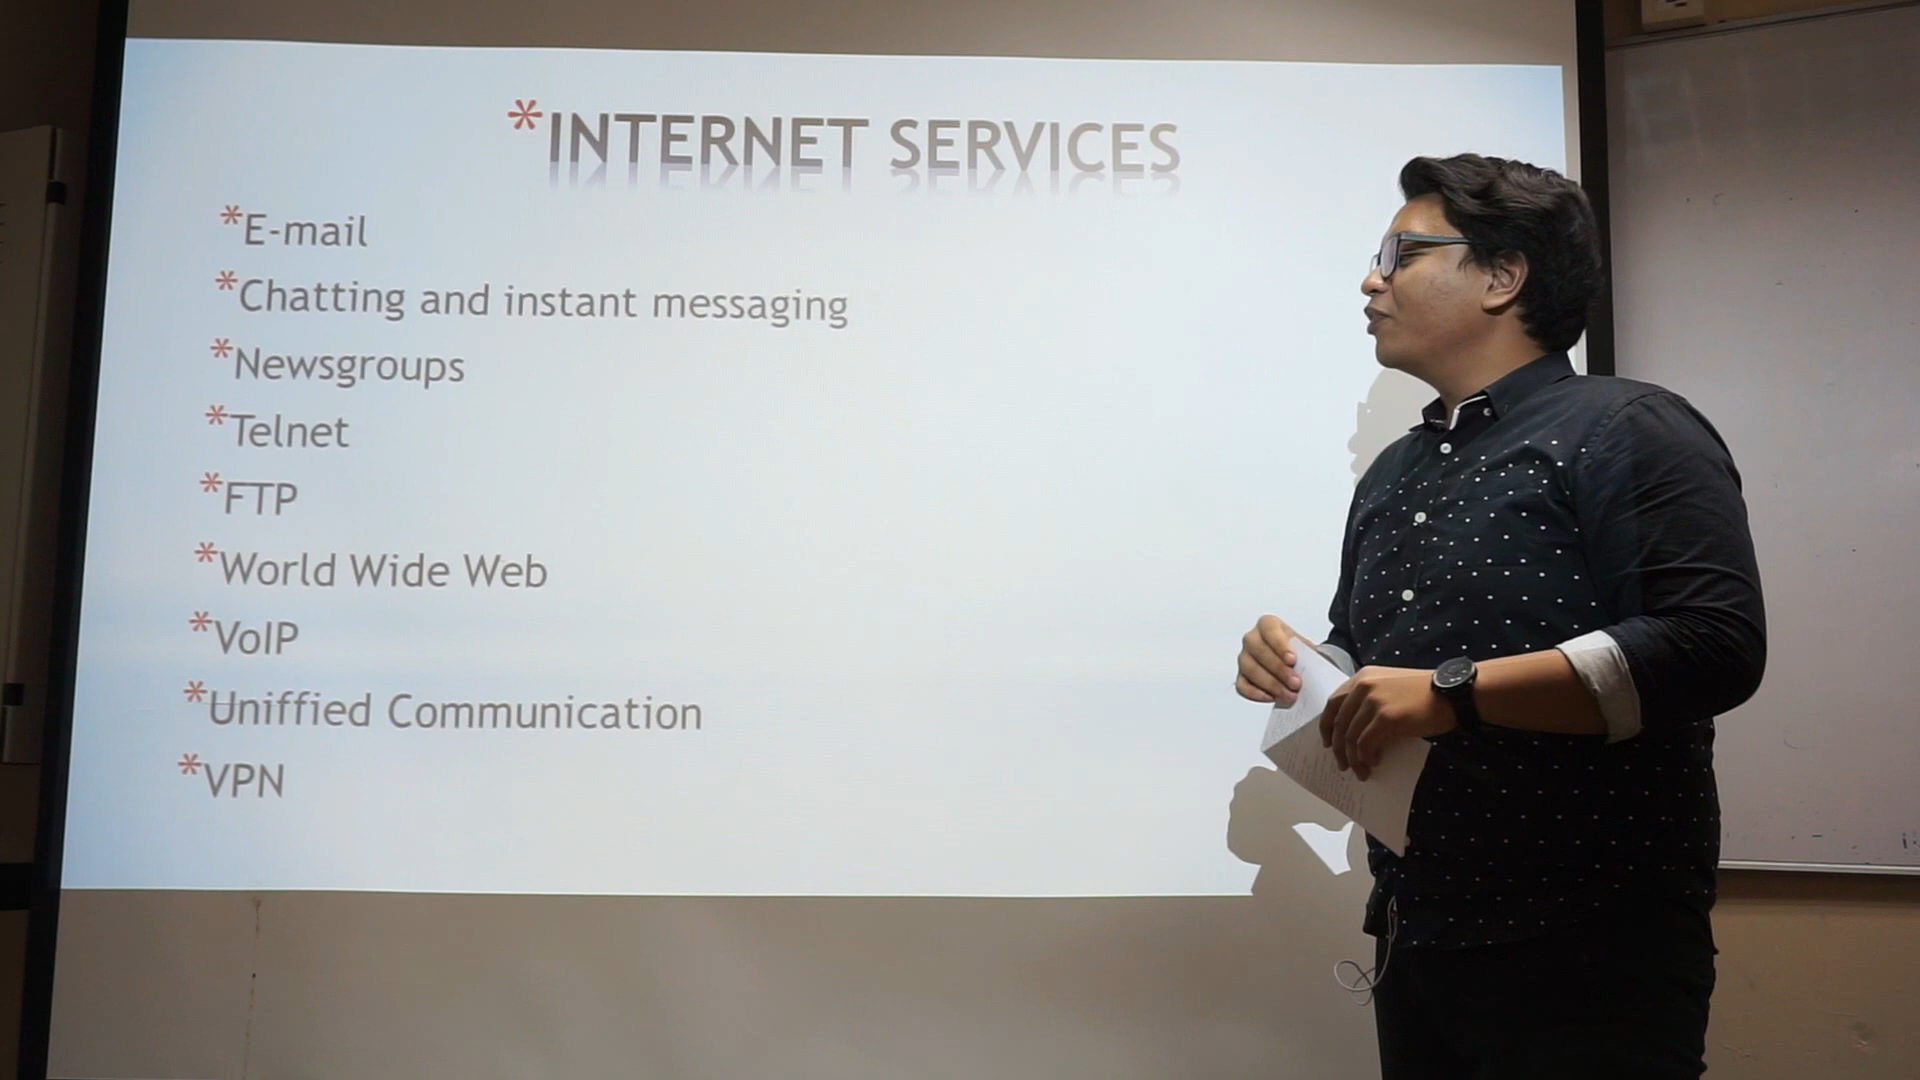 *INTERNET SERVICES
*E-mail
*Chatting and instant messaging
*Newsgroups
*Telnet
*FTP
*World Wide Web
*VoIP
*Uniffied Communication
*VPN